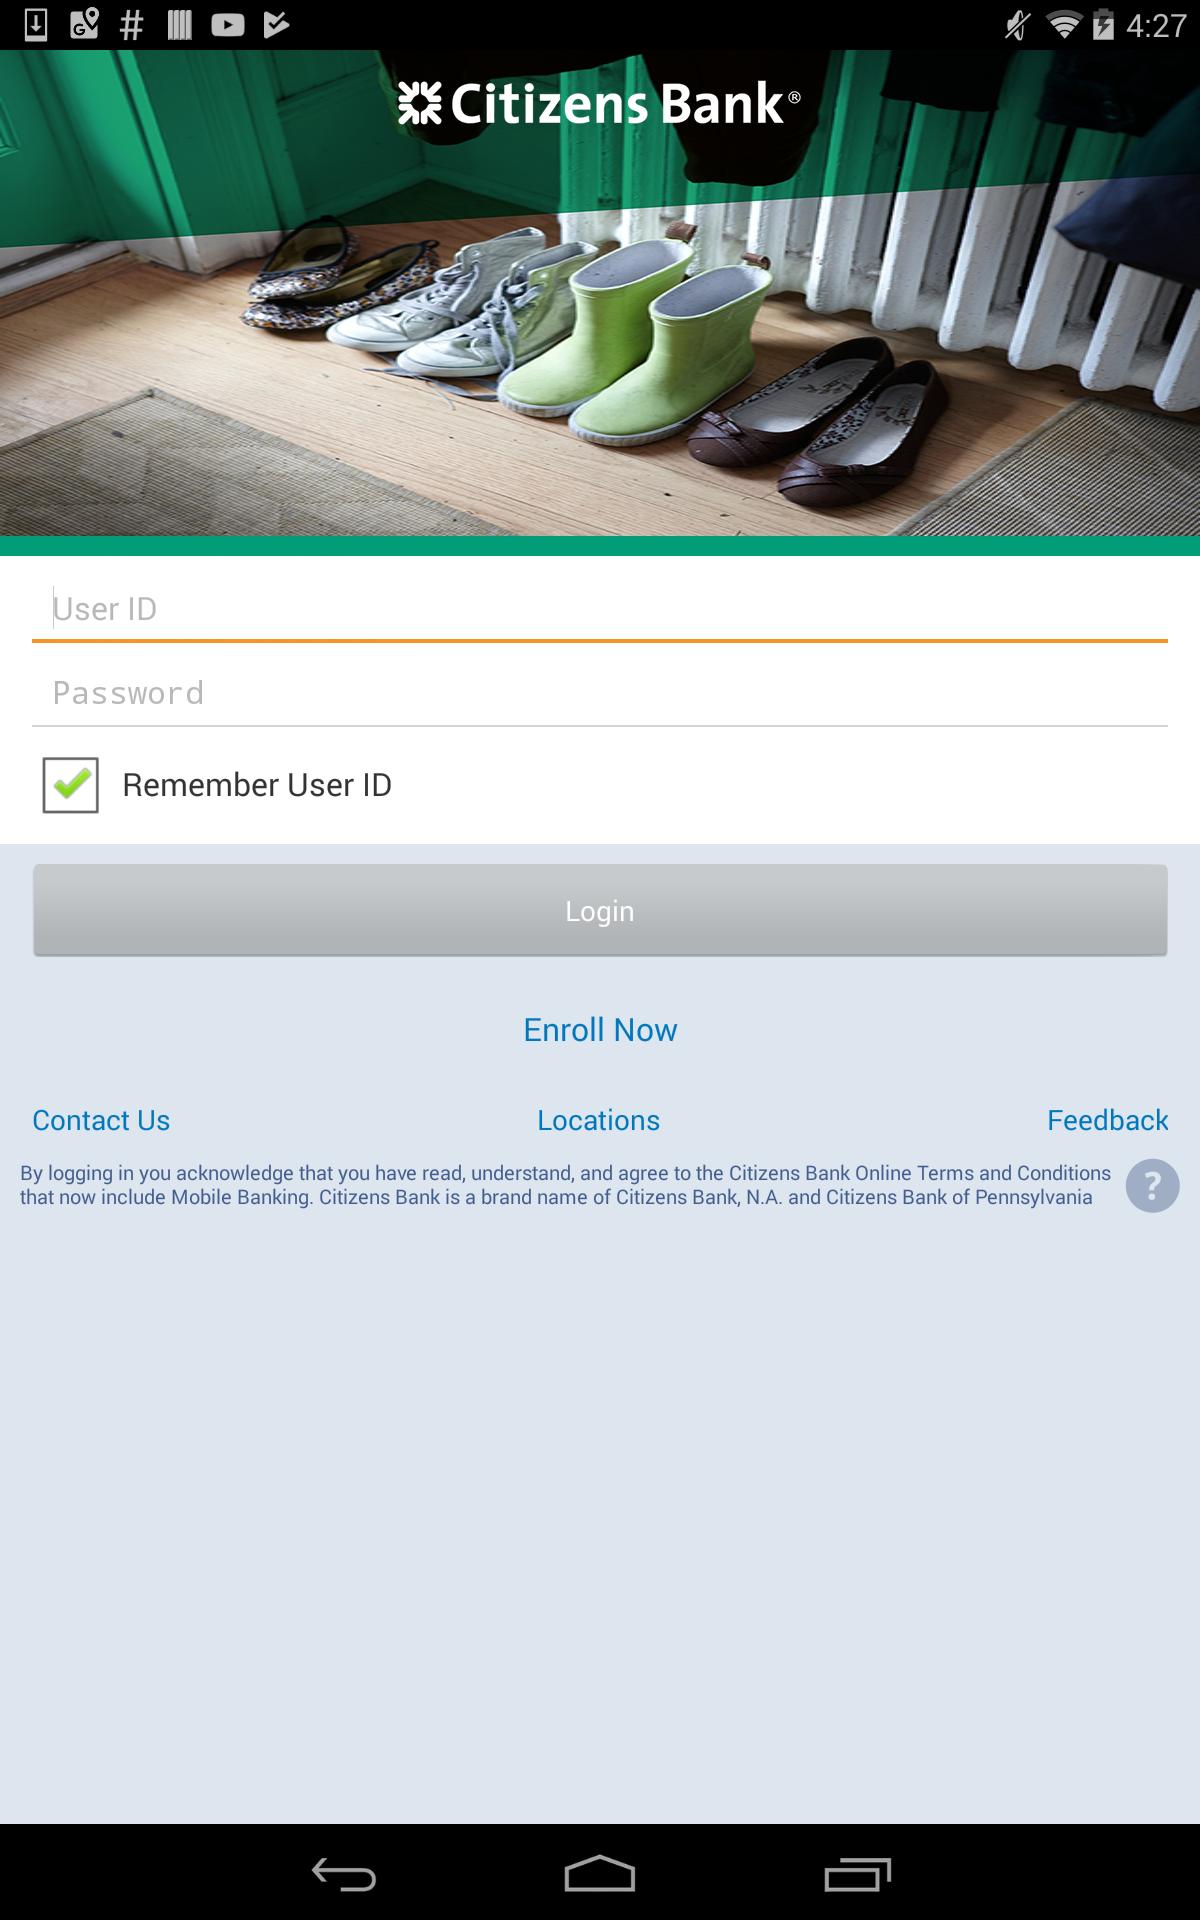 4:27
Citizens Bank®
User ID
Password
Remember User ID
Login
Enroll Now
Contact Us
Locations
Feedback
By logging in you acknowledge that you have read, understand, and agree to the Citizens Bank Online Terms and Conditions
that now include Mobile Banking. Citizens Bank is a brand name of Citizens Bank, N.A. and Citizens Bank of Pennsylvania
?